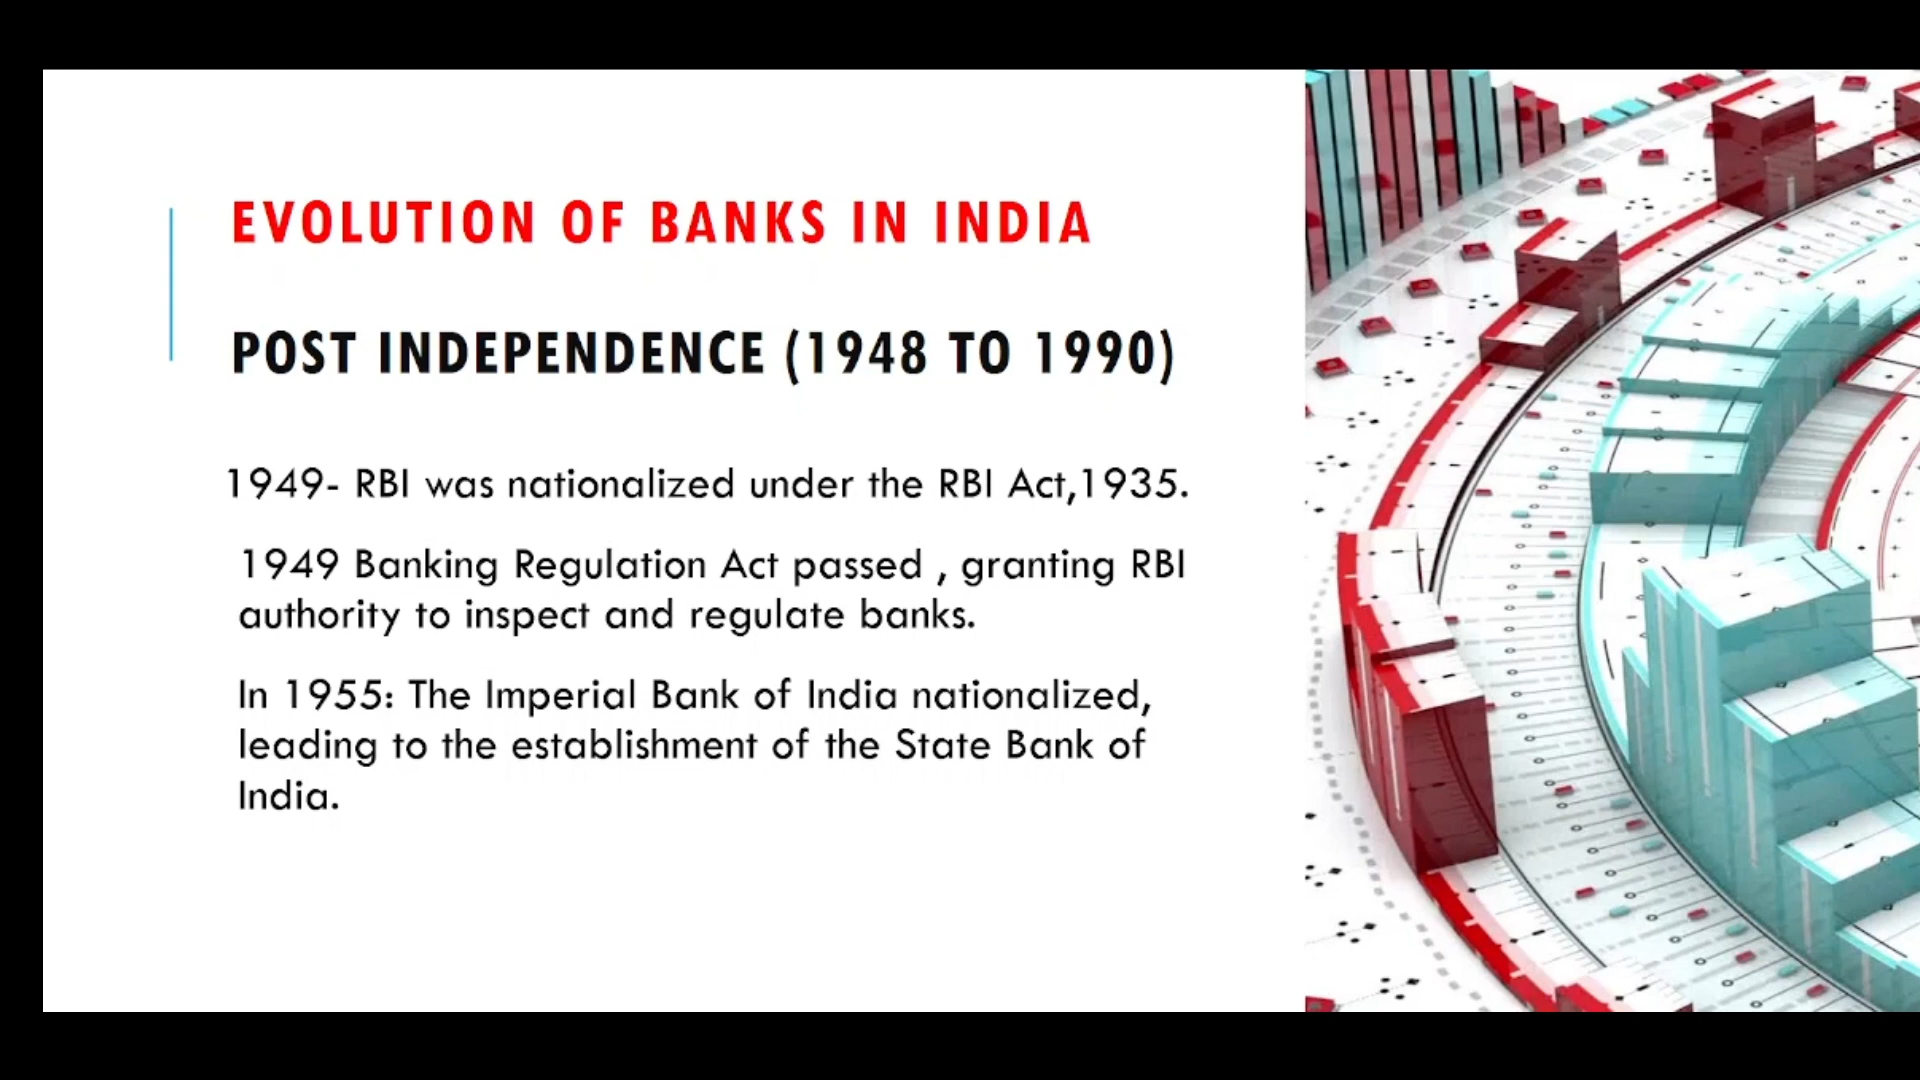 EVOLUTION OF BANKS IN INDIA
POST INDEPENDENCE (1948 TO 1990)
1949- RBI was nationalized under the RBI Act,1935.
1949 Banking Regulation Act passed , granting RBI
authority to inspect and regulate banks.
In 1955: The Imperial Bank of India nationalized,
leading to the establishment of the State Bank of
India.